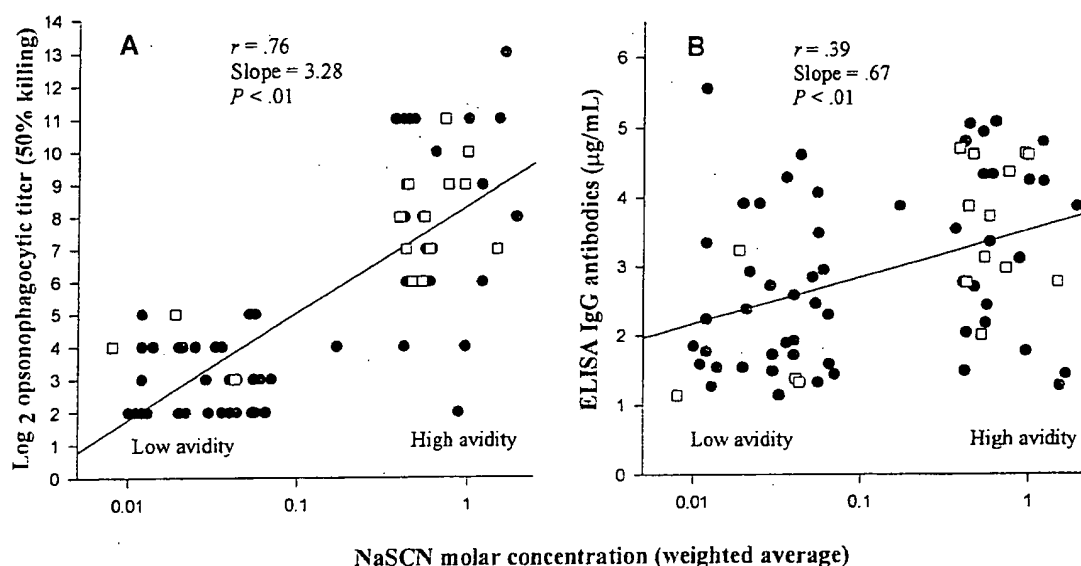 A
r = .76
Slope = 3.28
P < .01
Log 2 opsonophagocytic titer (50% killing)
14
13
12
11
10
9
8
7
6
5
4
3
2
1
0
Low avidity
High avidity
0.01
0.1
1
B
r = .39
Slope = .67
P < .01
ELISA IgG antibodies (µg/mL)
6
5
4
3
2
1
0
Low avidity
High avidity
0.01
0.1
1
NaSCN molar concentration (weighted average)